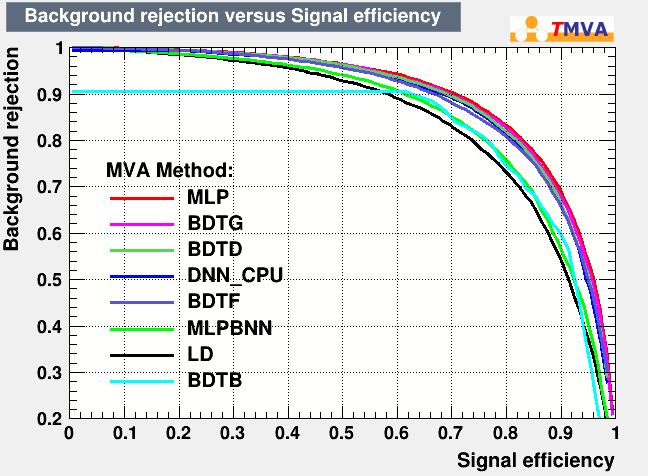 Background rejection versus Signal efficiency
TMVA
Background rejection
1
0.9
0.8
0.7
0.6
0.5
0.4
0.3
0.2
MVA Method:
MLP
BDTG
BDTD
DNN_CPU
BDTF
MLPBNN
LD
BDTB
0 0.1 0.2 0.3 0.4 0.5 0.6 0.7 0.8 0.9 1
Signal efficiency